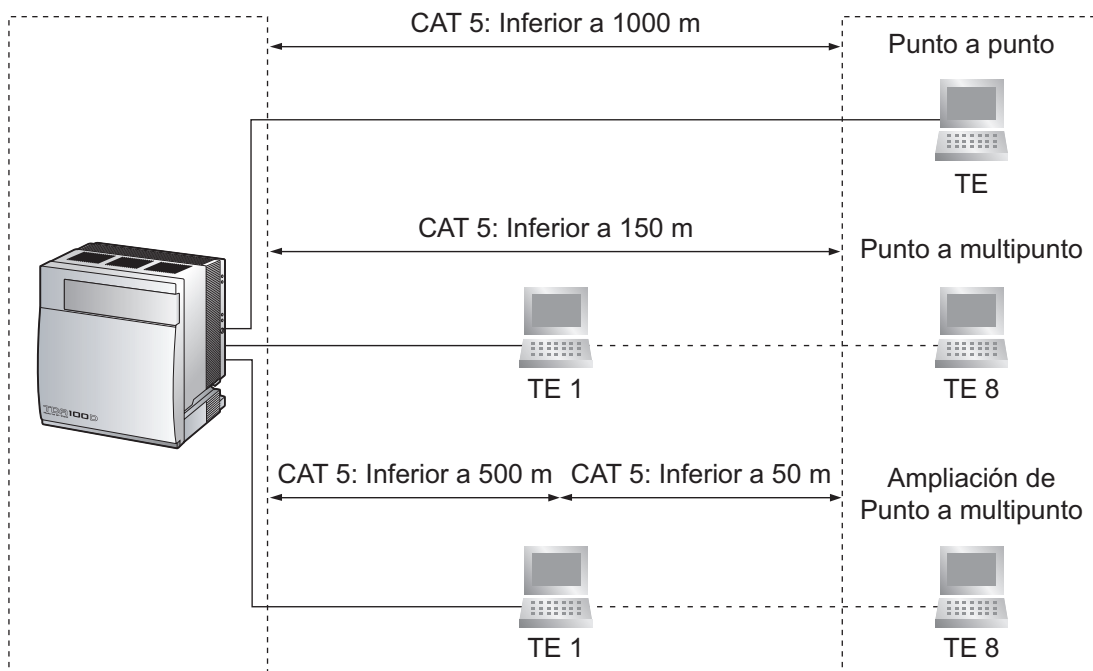 CAT 5: Inferior a 1000 m
Punto a punto
TE
CAT 5: Inferior a 150 m
Punto a multipunto
TE 1
TE 8
TDA100D
CAT 5: Inferior a 500 m
CAT 5: Inferior a 50 m
Ampliación de
Punto a multipunto
TE 1
TE 8